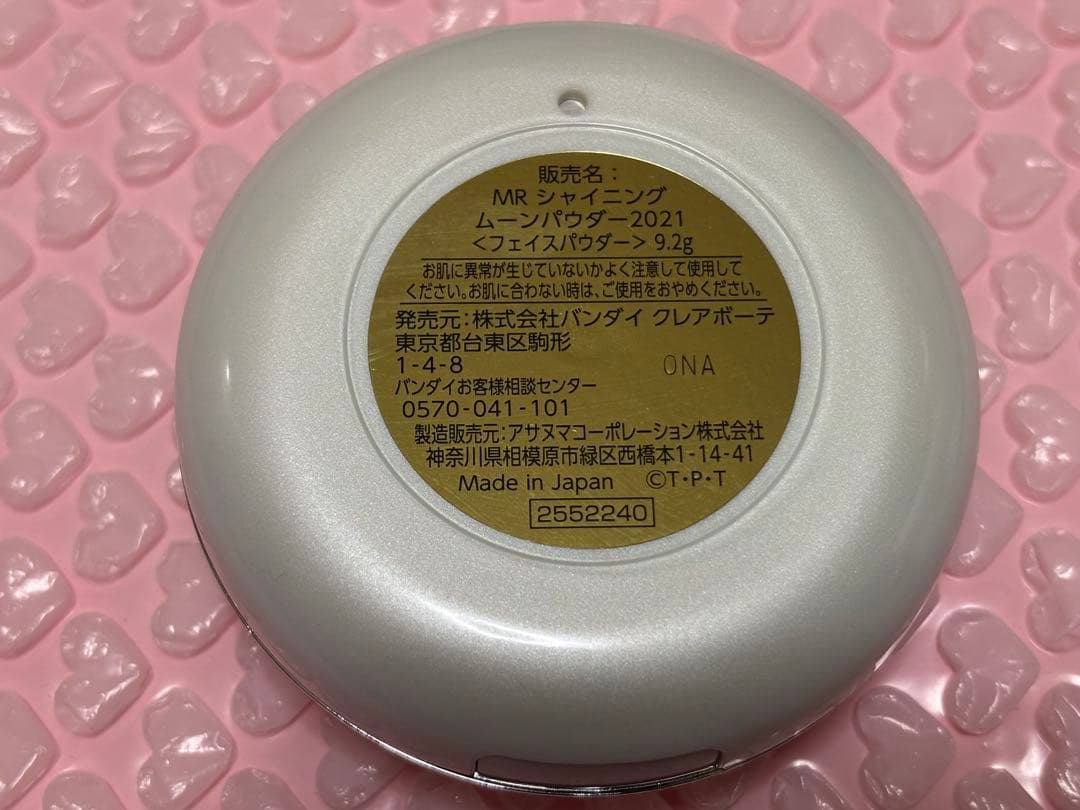 販売名：
MR シャイニング
ムーンパウダー2021
<フェイスパウダー> 9.2g
お肌に異常が生じていないかよく注意して使用して
ください。お肌に合わない時は、ご使用をおやめください。
発売元：株式会社バンダイ クレアボーテ
東京都台東区駒形
1-4-8 ONA
バンダイお客様相談センター
0570-041-101
製造販売元：アサヌマコーポレーション株式会社
神奈川県相模原市緑区西橋本1-14-41
Made in Japan ©T・P・T
2552240